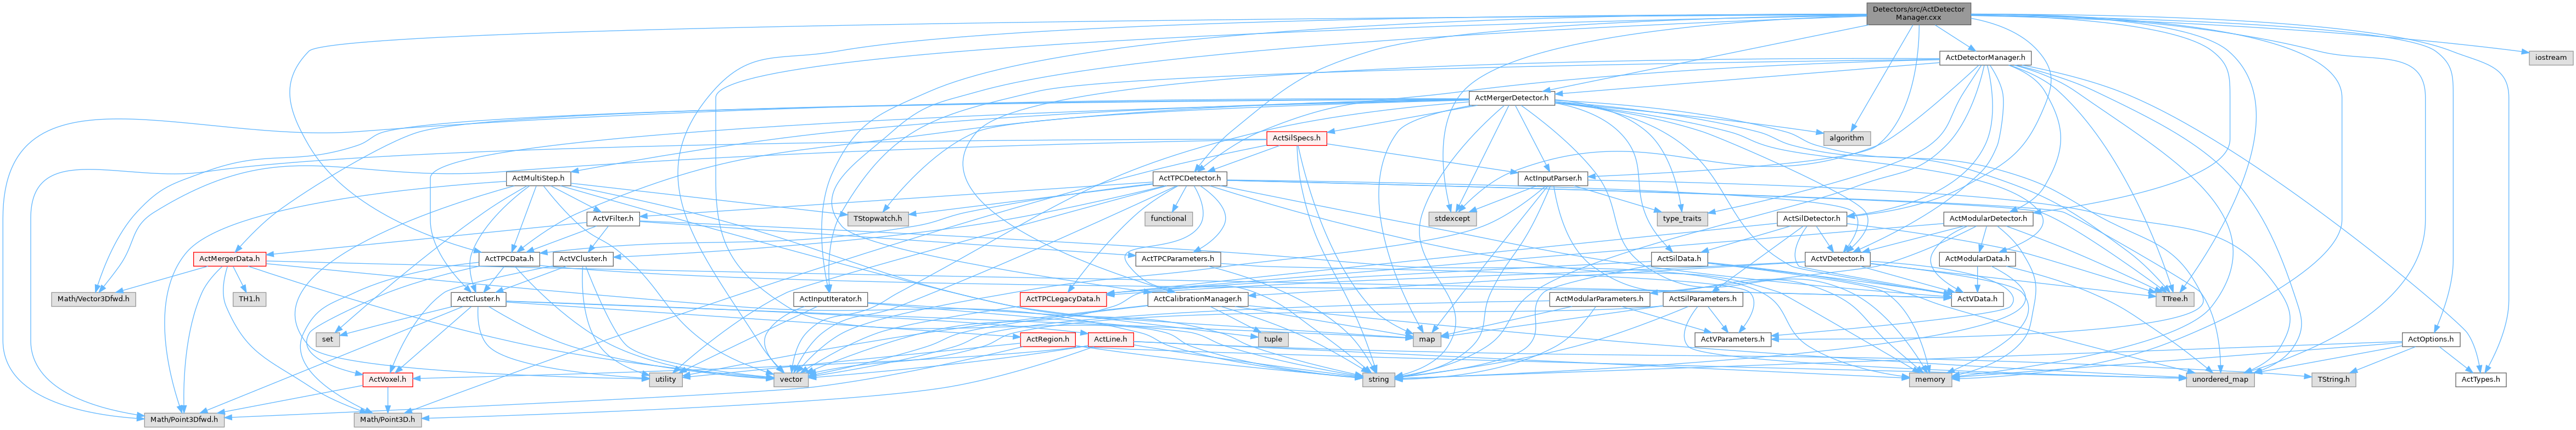 Detectors/src/ActDetector
Manager.cxx
iostream
ActDetectorManager.h
ActMergerDetector.h
ActSilSpecs.h
algorithm
ActMultiStep.h
ActTPCDetector.h
ActInputParser.h
ActVFilter.h
TStopwatch.h
functional
stdexcept
type_traits
ActSilDetector.h
ActModularDetector.h
ActMergerData.h
ActTPCData.h
ActVCluster.h
ActTPCParameters.h
ActSilData.h
ActVDetector.h
ActModularData.h
Math/Vector3Dfwd.h
TH1.h
ActCluster.h
ActInputIterator.h
ActTPCLegacyData.h
ActCalibrationManager.h
ActModularParameters.h
ActSilParameters.h
ActVData.h
TTree.h
set
ActRegion.h
ActLine.h
tuple
map
ActVParameters.h
ActOptions.h
ActVoxel.h
utility
vector
string
memory
unordered_map
TString.h
ActTypes.h
Math/Point3Dfwd.h
Math/Point3D.h